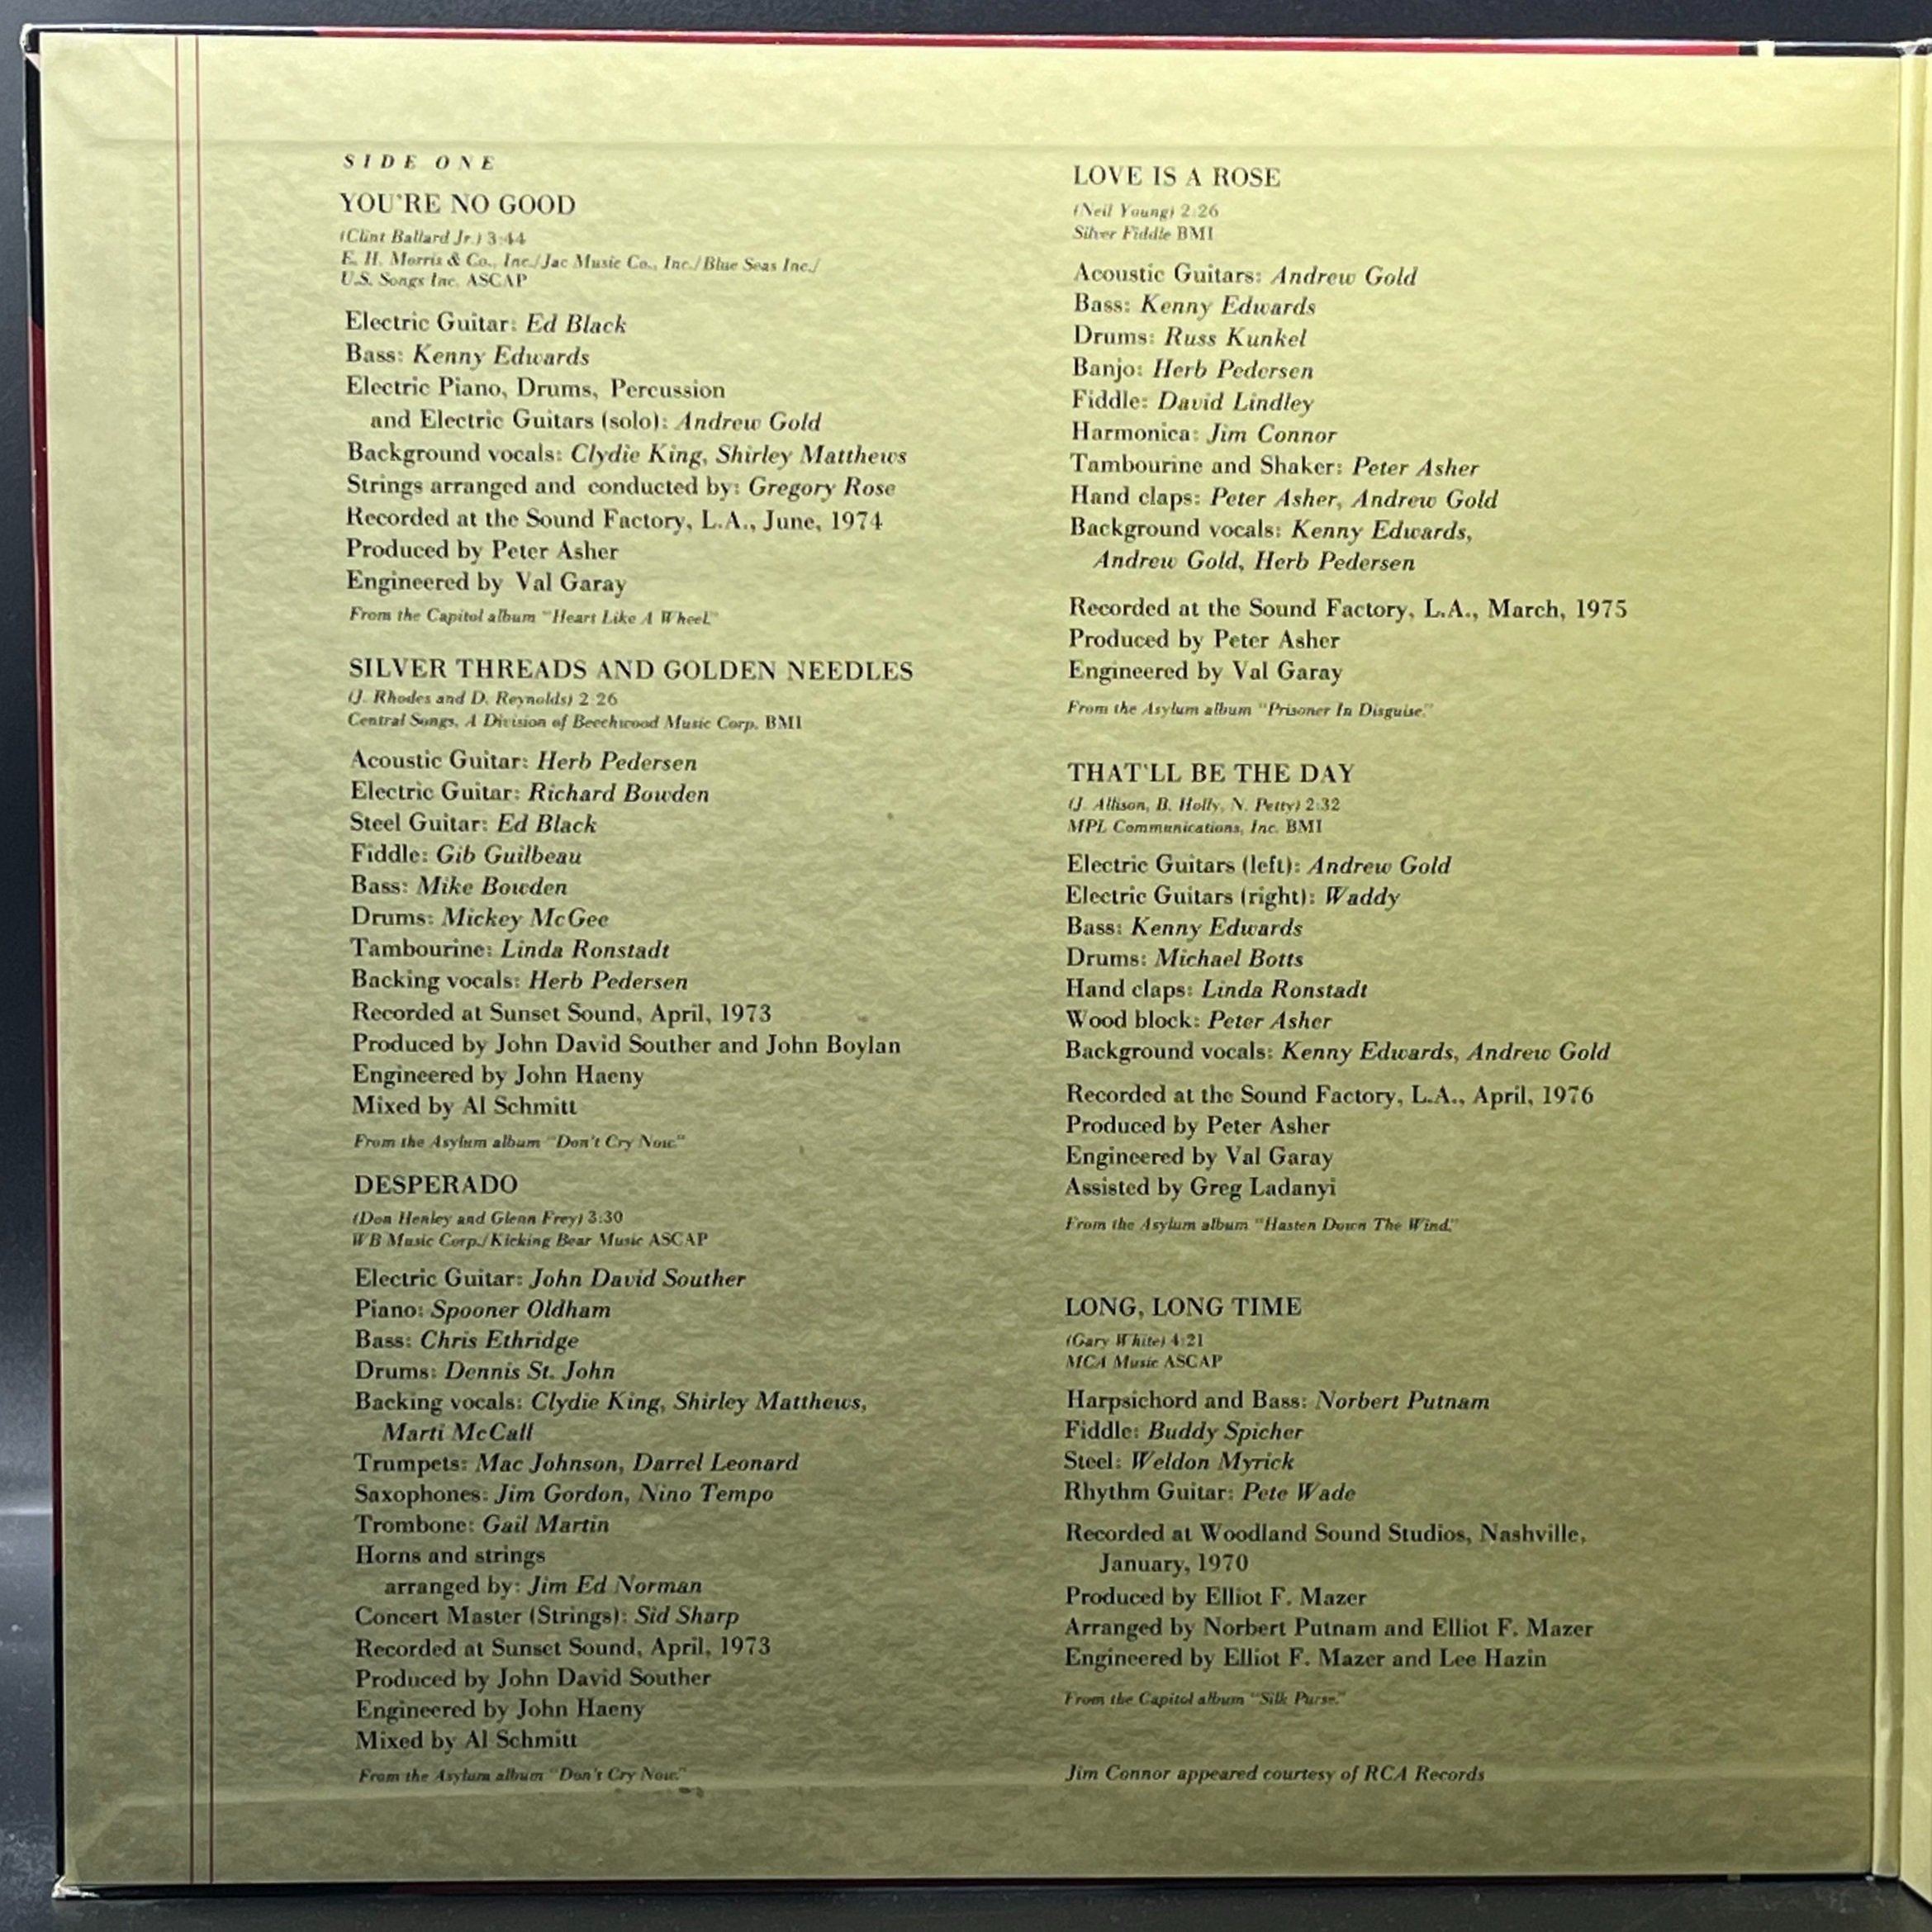 SIDE ONE
YOU'RE NO GOOD
(Clint Ballard Jr.) 3:44
E. H. Morris & Co., Inc./Jac Music Co., Inc./Blue Seas Inc./
U.S. Songs Inc. ASCAP
Electric Guitar: Ed Black
Bass: Kenny Edwards
Electric Piano, Drums, Percussion
and Electric Guitars (solo): Andrew Gold
Background vocals: Clydie King, Shirley Matthews
Strings arranged and conducted by: Gregory Rose
Recorded at the Sound Factory, L.A., June, 1974
Produced by Peter Asher
Engineered by Val Garay
From the Capitol album "Heart Like A Wheel."
SILVER THREADS AND GOLDEN NEEDLES
(J. Rhodes and D. Reynolds) 2:26
Central Songs, A Division of Beechwood Music Corp. BMI
Acoustic Guitar: Herb Pedersen
Electric Guitar: Richard Bowden
Steel Guitar: Ed Black
Fiddle: Gib Guilbeau
Bass: Mike Bowden
Drums: Mickey McGee
Tambourine: Linda Ronstadt
Backing vocals: Herb Pedersen
Recorded at Sunset Sound, April, 1973
Produced by John David Souther and John Boylan
Engineered by John Haeny
Mixed by Al Schmitt
From the Asylum album "Don't Cry Now."
DESPERADO
(Don Henley and Glenn Frey) 3:30
WB Music Corp./Kicking Bear Music ASCAP
Electric Guitar: John David Souther
Piano: Spooner Oldham
Bass: Chris Ethridge
Drums: Dennis St. John
Backing vocals: Clydie King, Shirley Matthews,
Marti McCall
Trumpets: Mac Johnson, Darrel Leonard
Saxophones: Jim Gordon, Nino Tempo
Trombone: Gail Martin
Horns and strings
arranged by: Jim Ed Norman
Concert Master (Strings): Sid Sharp
Recorded at Sunset Sound, April, 1973
Produced by John David Souther
Engineered by John Haeny
Mixed by Al Schmitt
From the Asylum album "Don't Cry Now."
LOVE IS A ROSE
(Neil Young) 2:26
Silver Fiddle BMI
Acoustic Guitars: Andrew Gold
Bass: Kenny Edwards
Drums: Russ Kunkel
Banjo: Herb Pedersen
Fiddle: David Lindley
Harmonica: Jim Connor
Tambourine and Shaker: Peter Asher
Hand claps: Peter Asher, Andrew Gold
Background vocals: Kenny Edwards,
Andrew Gold, Herb Pedersen
Recorded at the Sound Factory, L.A., March, 1975
Produced by Peter Asher
Engineered by Val Garay
From the Asylum album "Prisoner In Disguise."
THAT'LL BE THE DAY
(J. Allison, B. Holly, N. Petty) 2:32
MPL Communications, Inc. BMI
Electric Guitars (left): Andrew Gold
Electric Guitars (right): Waddy
Bass: Kenny Edwards
Drums: Michael Botts
Hand claps: Linda Ronstadt
Wood block: Peter Asher
Background vocals: Kenny Edwards, Andrew Gold
Recorded at the Sound Factory, L.A., April, 1976
Produced by Peter Asher
Engineered by Val Garay
Assisted by Greg Ladanyi
From the Asylum album "Hasten Down The Wind."
LONG, LONG TIME
(Gary White) 4:21
MCA Music ASCAP
Harpsichord and Bass: Norbert Putnam
Fiddle: Buddy Spicher
Steel: Weldon Myrick
Rhythm Guitar: Pete Wade
Recorded at Woodland Sound Studios, Nashville,
January, 1970
Produced by Elliot F. Mazer
Arranged by Norbert Putnam and Elliot F. Mazer
Engineered by Elliot F. Mazer and Lee Hazin
From the Capitol album "Silk Purse."
Jim Connor appeared courtesy of RCA Records